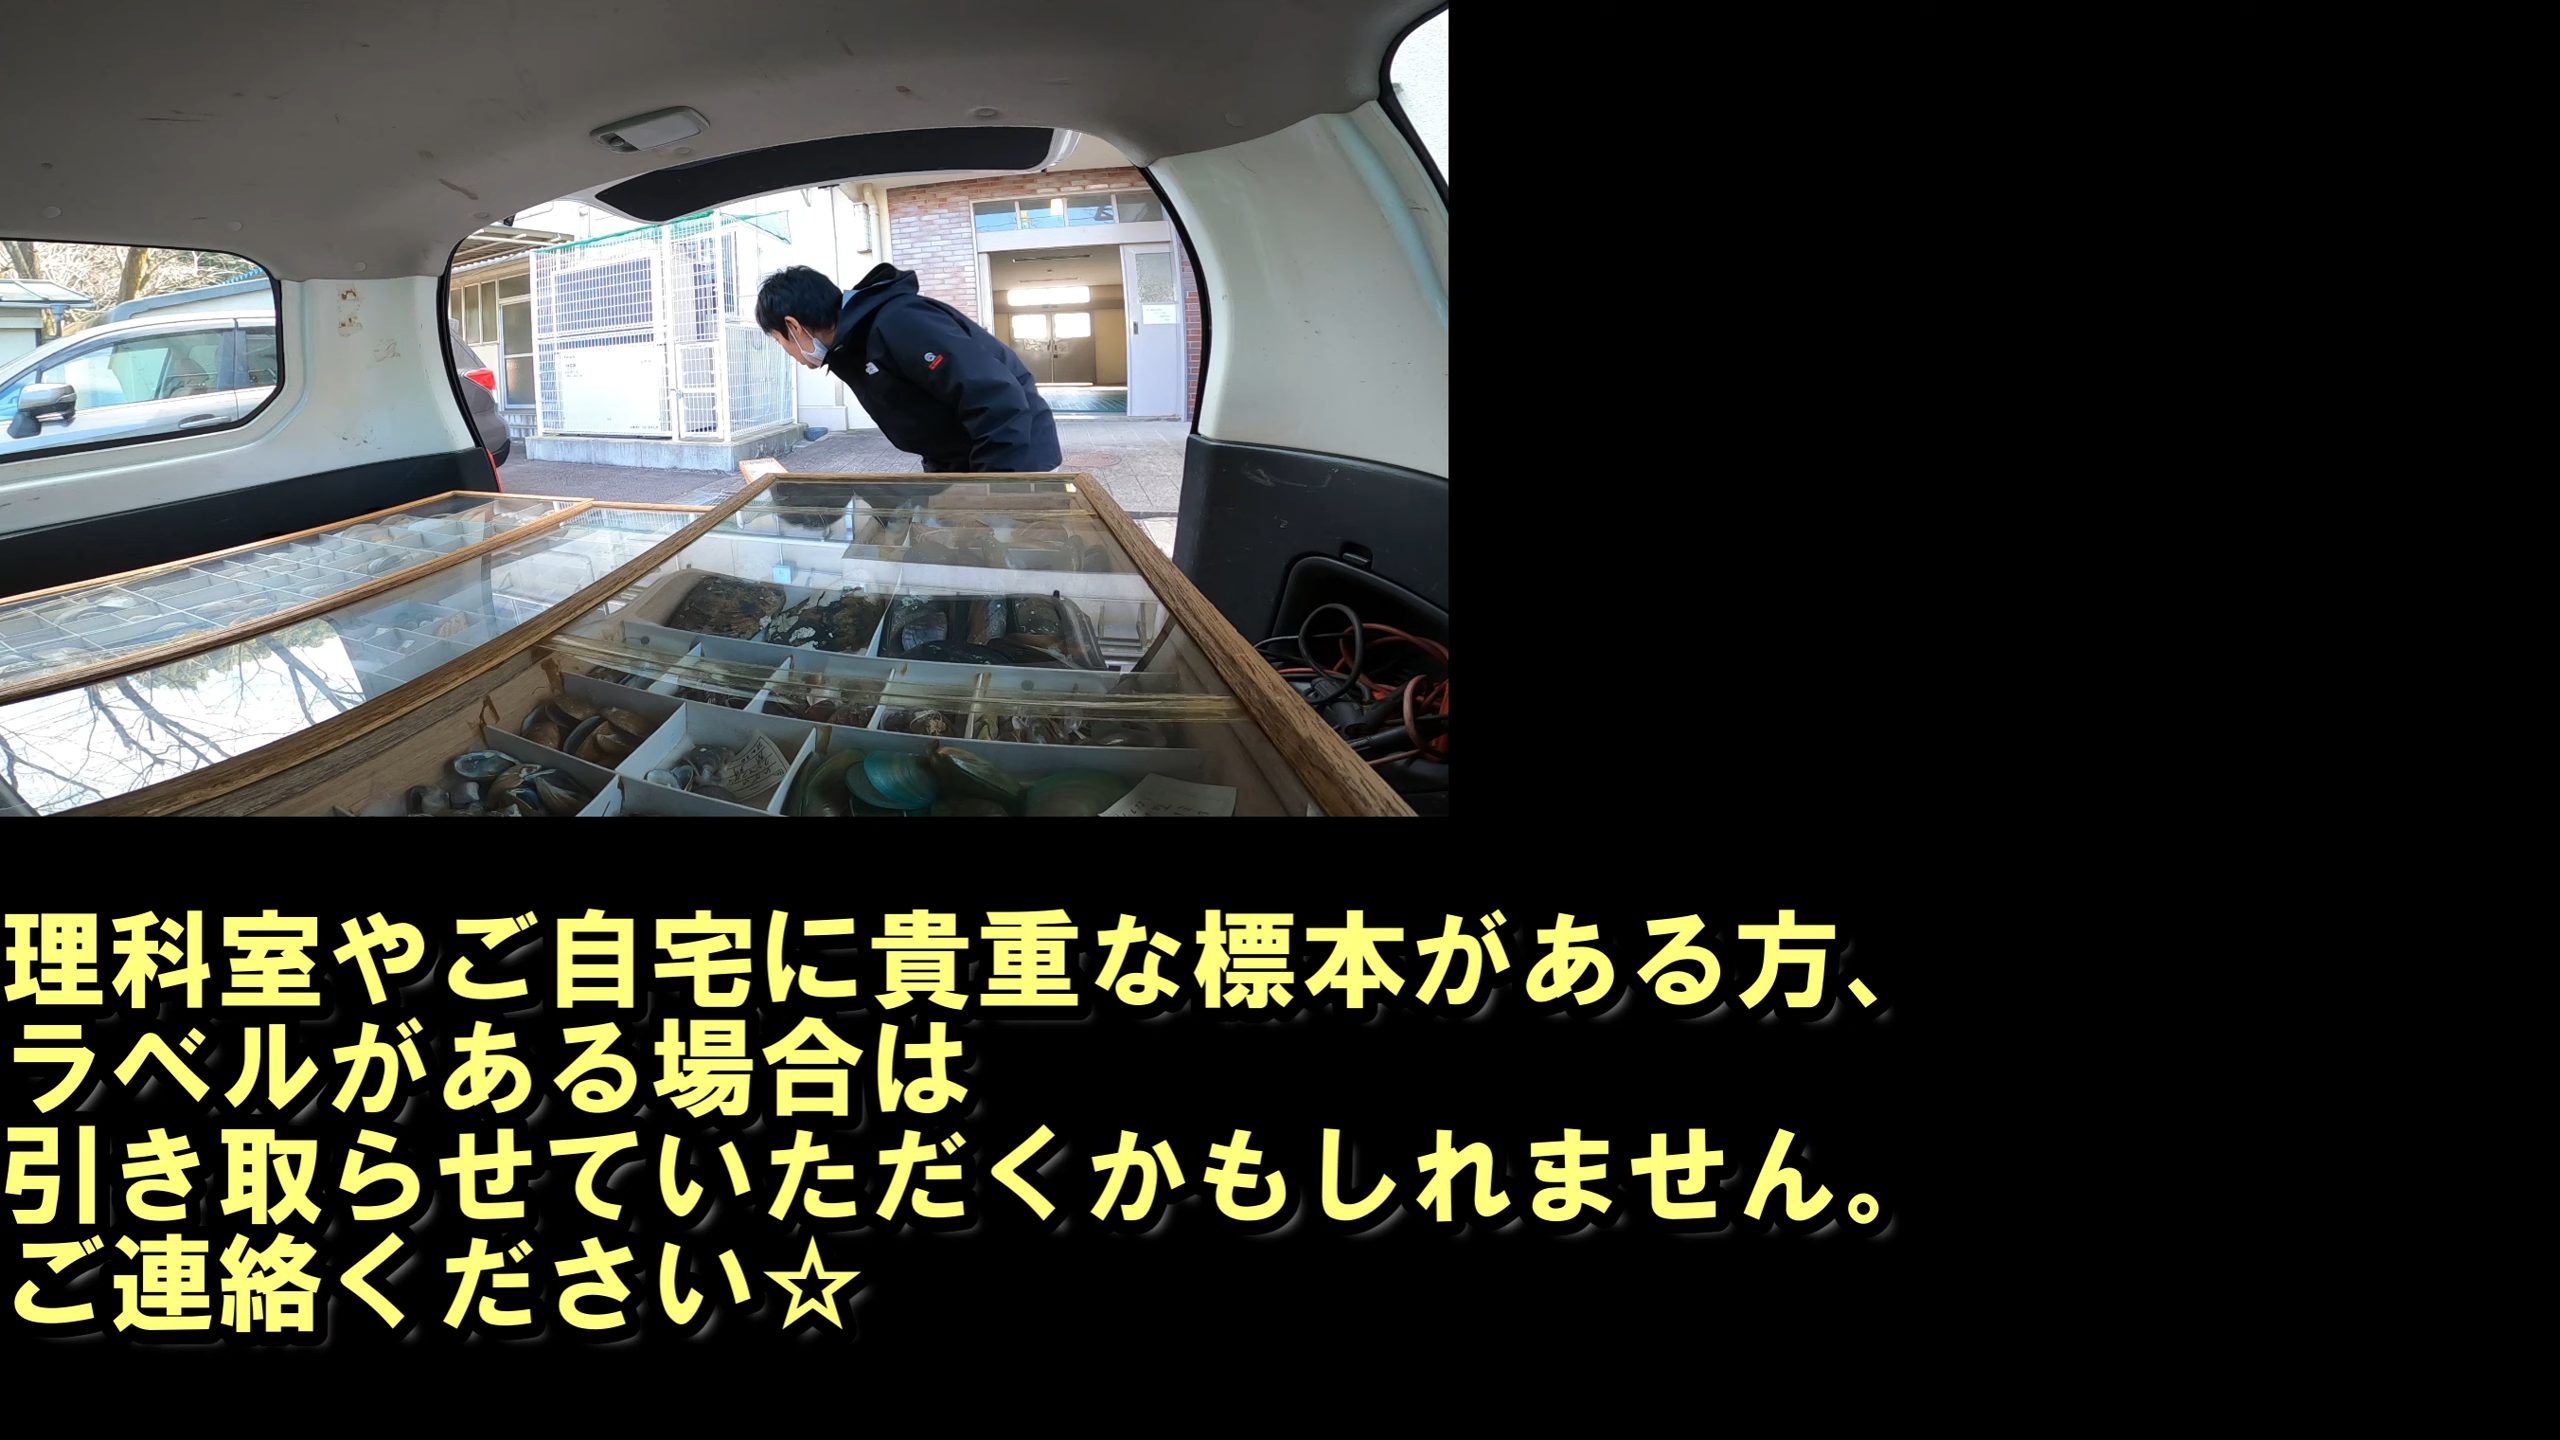 理科室やご自宅に貴重な標本がある方、
ラベルがある場合は
引き取らせていただくかもしれません。
ご連絡ください☆